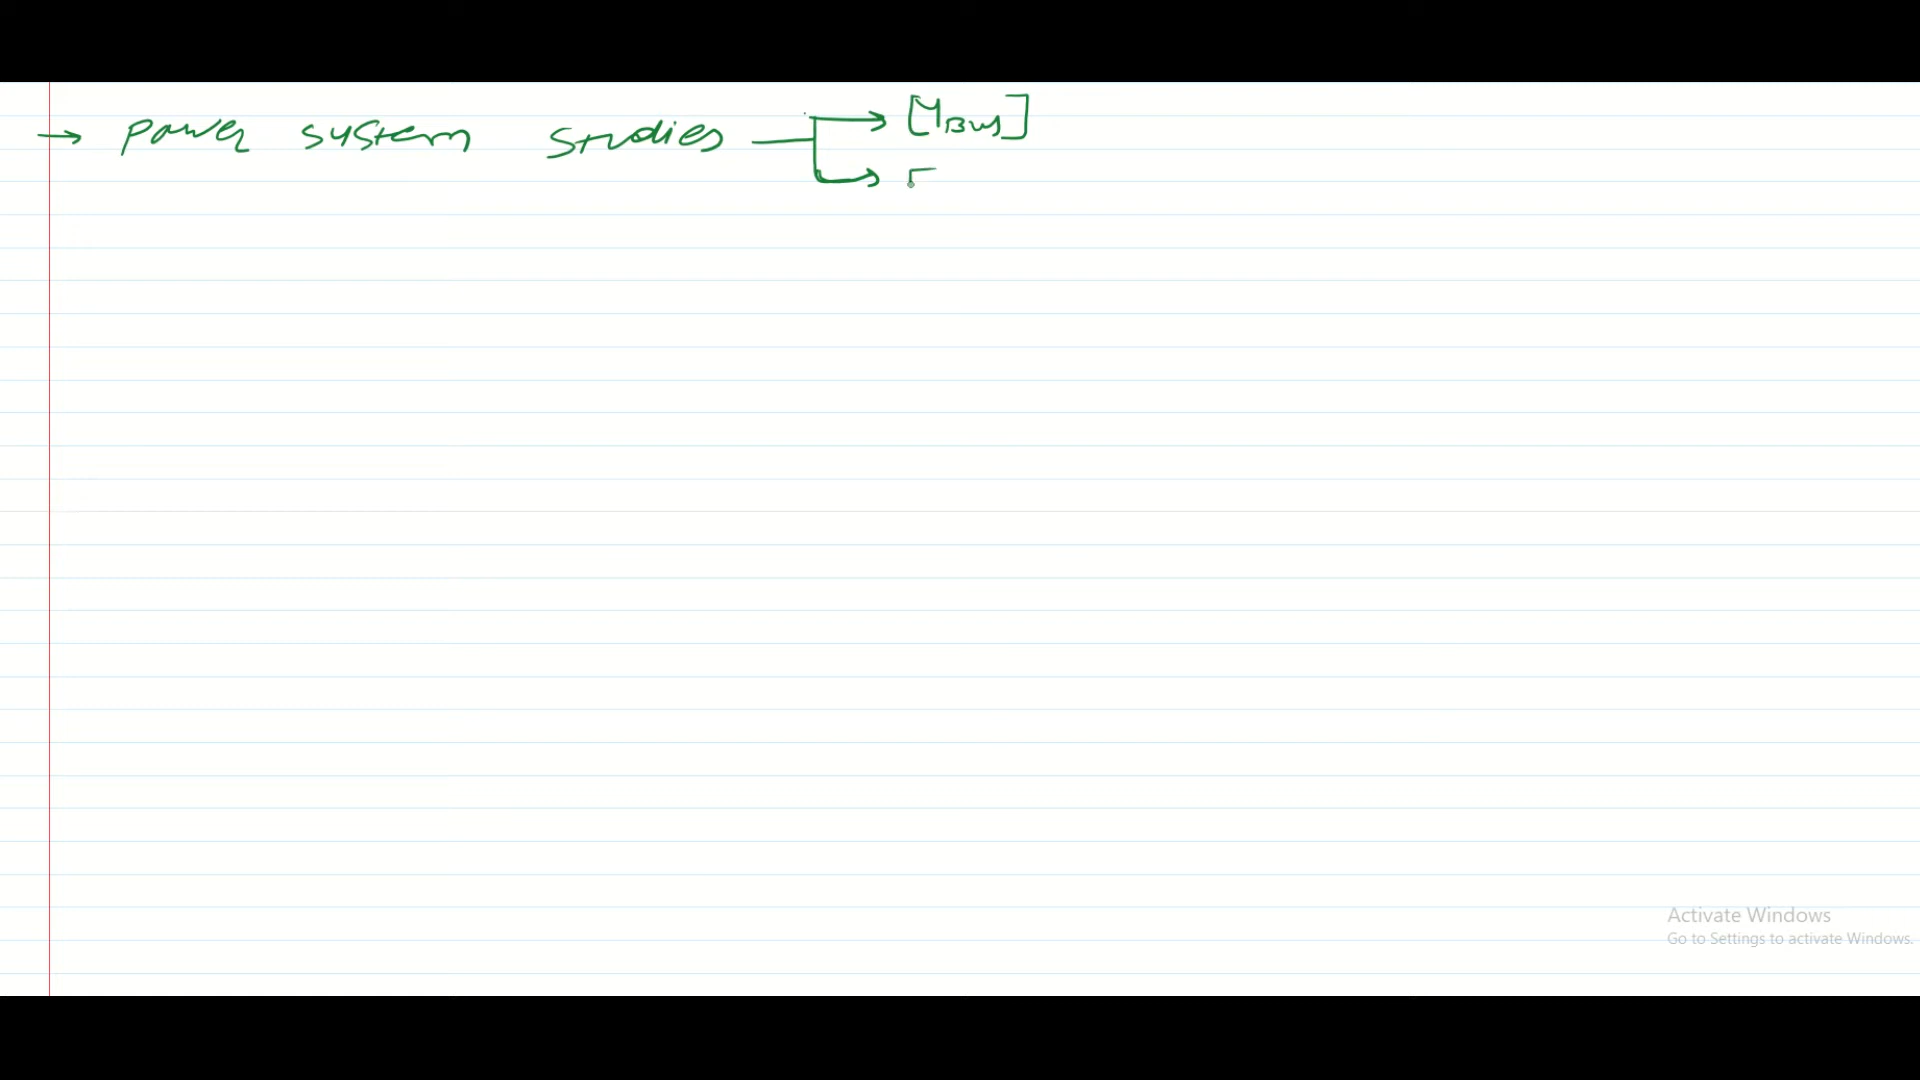 → Power system studies → [YBus]
Activate Windows
Go to Settings to activate Windows.